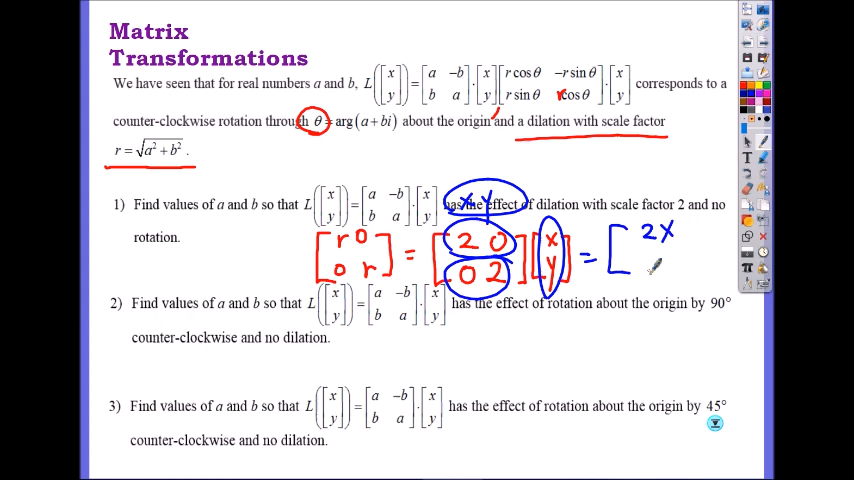 Matrix
Transformations
We have seen that for real numbers a and b, L([x y]) = [a −b b a]·[x y] [r cos θ −r sin θ r sin θ r cos θ]·[x y] corresponds to a
counter-clockwise rotation through θ = arg(a + bi) about the origin and a dilation with scale factor
r = √a² + b² .
1) Find values of a and b so that L([x y]) = [a −b b a]·[x y] has the effect of dilation with scale factor 2 and no
x y
rotation.
[r 0 0 r] = [2 0 0 2] [x y] = [2x
2) Find values of a and b so that L([x y]) = [a −b b a]·[x y] has the effect of rotation about the origin by 90°
counter-clockwise and no dilation.
3) Find values of a and b so that L([x y]) = [a −b b a]·[x y] has the effect of rotation about the origin by 45°
counter-clockwise and no dilation.